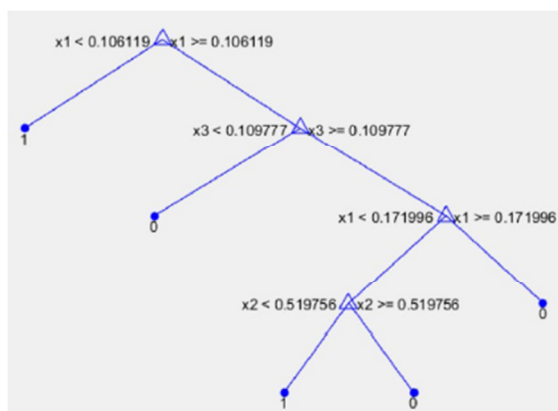 x1 < 0.106119 x1 >= 0.106119
1
x3 < 0.109777 x3 >= 0.109777
0
x1 < 0.171996 x1 >= 0.171996
x2 < 0.519756 x2 >= 0.519756
0
1
0